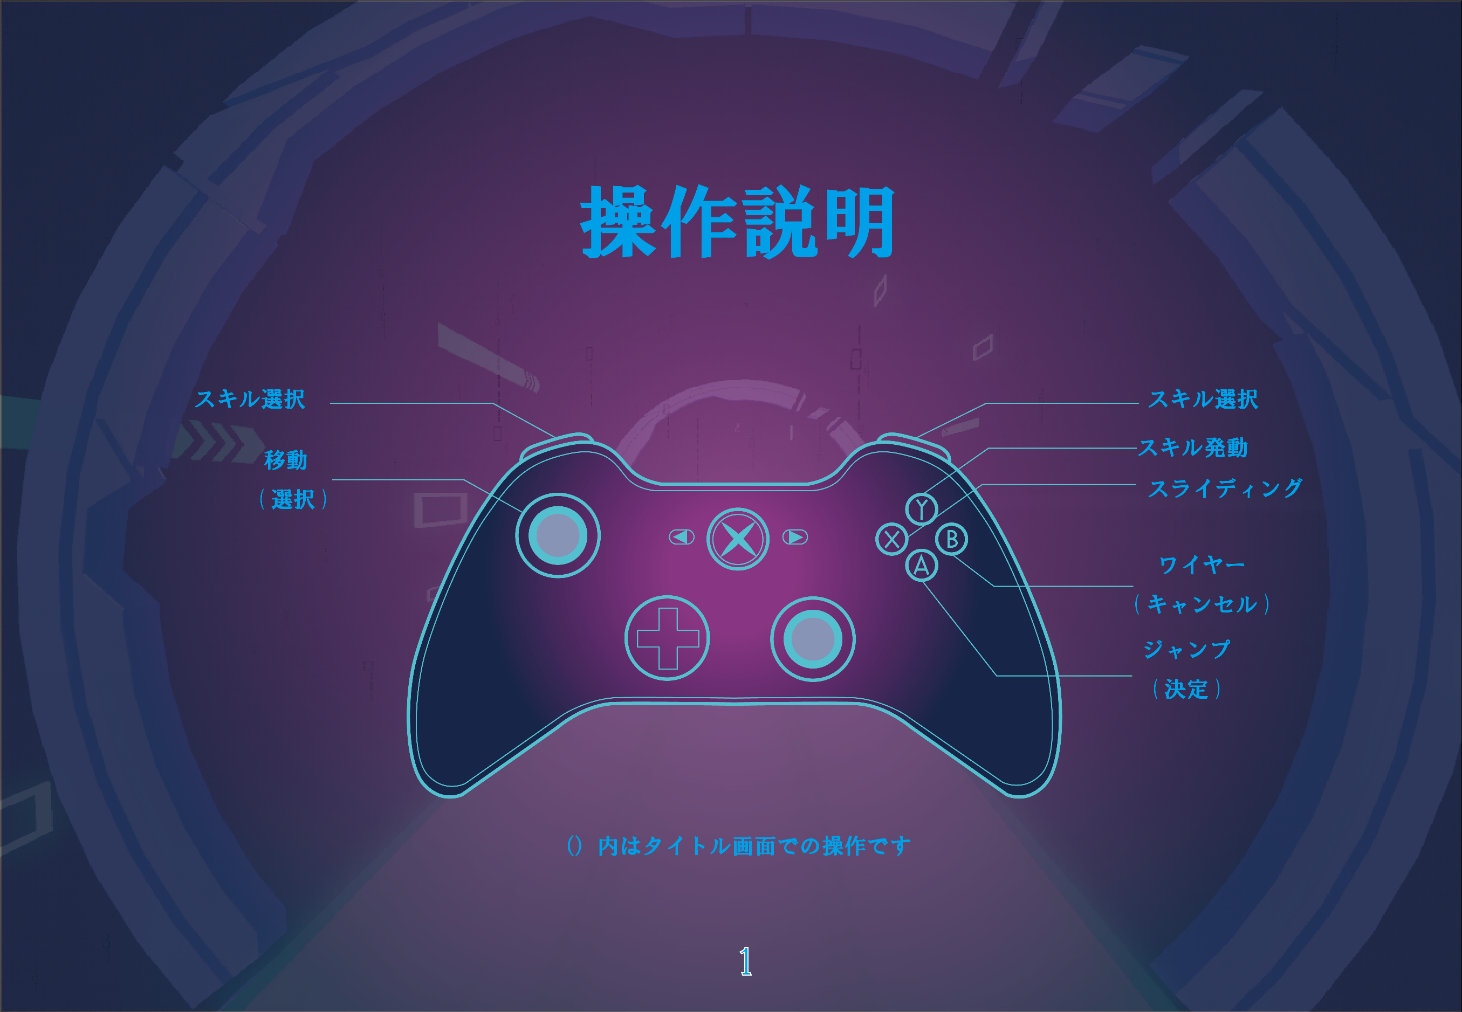 操作説明
スキル選択
移動
(選択)
スキル選択
スキル発動
スライディング
ワイヤー
(キャンセル)
ジャンプ
(決定)
Y
X
B
A
() 内はタイトル画面での操作です
1